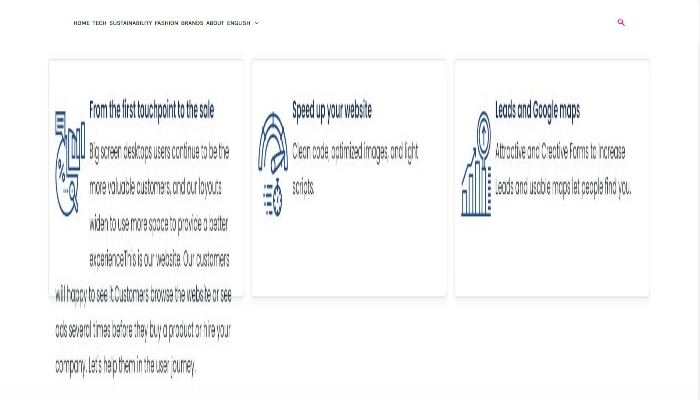 HOME TECH SUSTAINABILITY FASHION BRANDS ABOUT ENGLISH
From the first touchpoint to the sale
Big screen desktops users continue to be the
more valuable customers, and our layouts
widen to use more space to provide a better
experienceThis is our website. Our customers
will happy to see it.Customers browse the website or see
ads several times before they buy a product or hire your
company. Let's help them in the user journey.
Speed up your website
Clean code, optimized images, and light
scripts.
Leads and Google maps
Attractive and Creative Forms to Increase
Leads and usable maps let people find you.